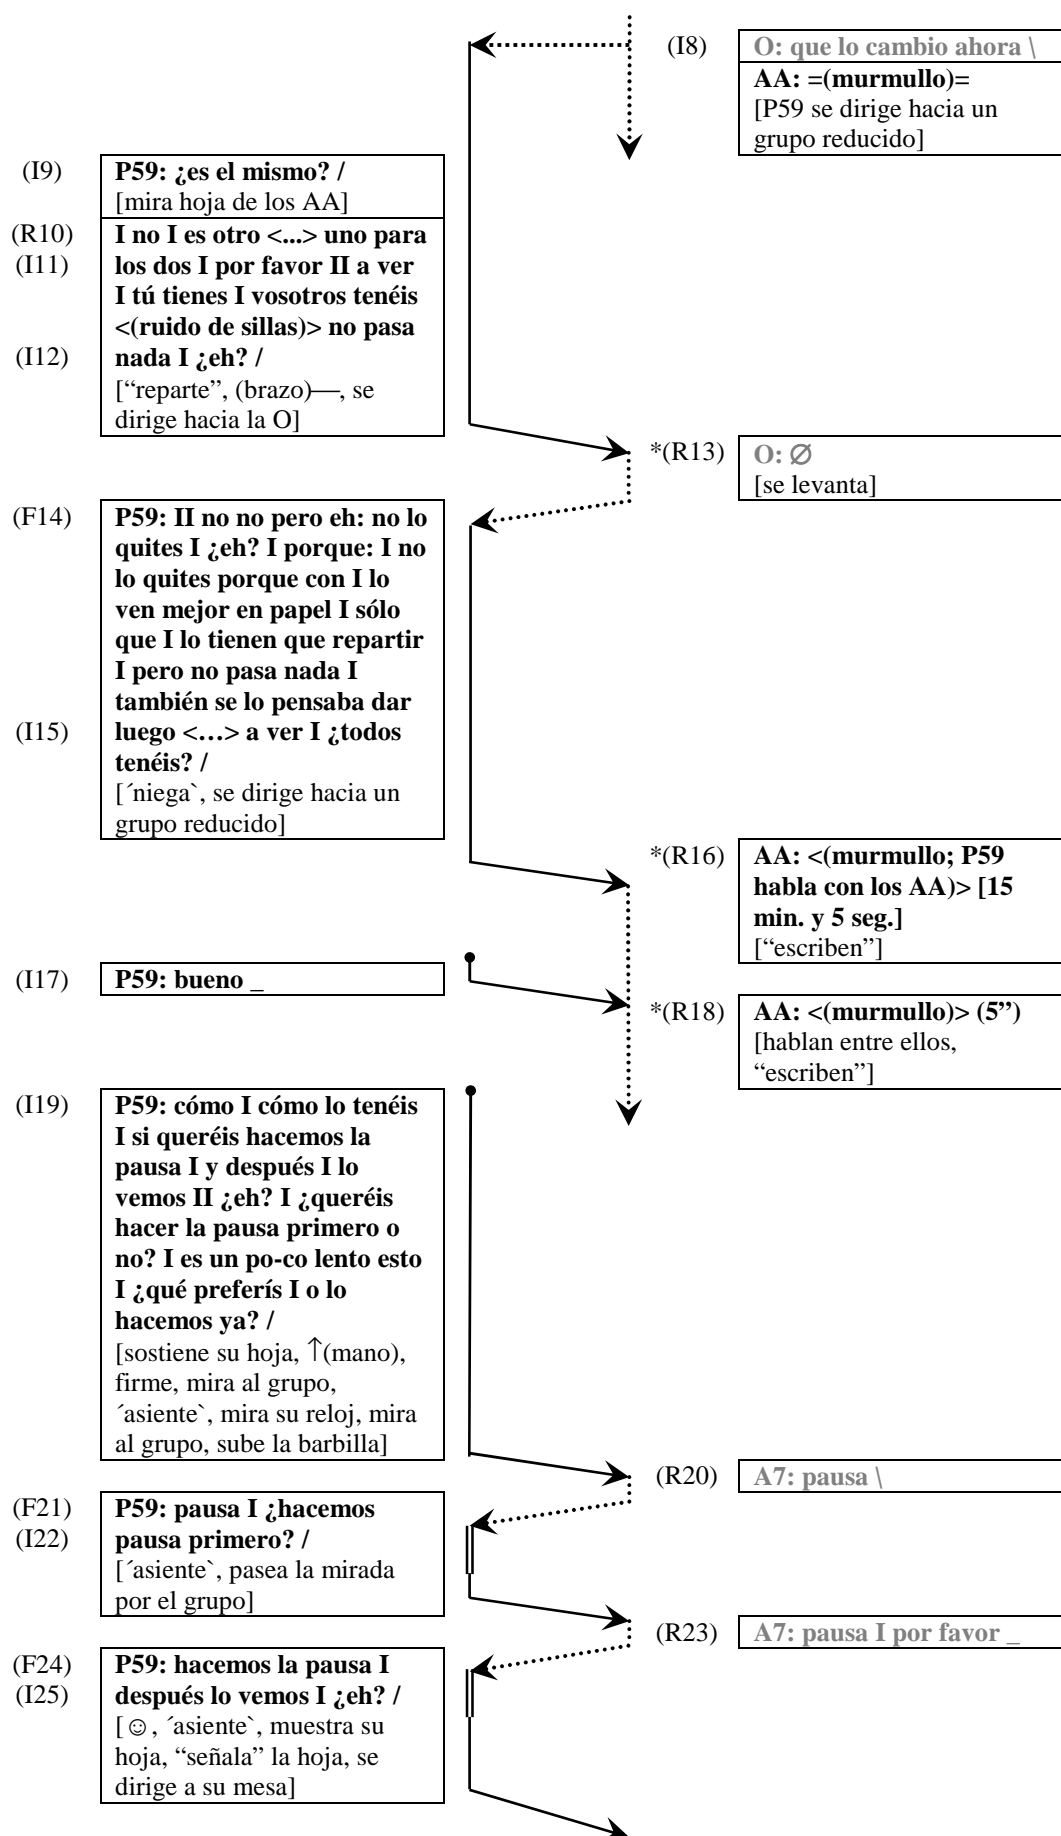 (I8)
O: que lo cambio ahora \
AA: =(murmullo)=
[P59 se dirige hacia un
grupo reducido]
(I9)
P59: ¿es el mismo? /
[mira hoja de los AA]
(R10)
I no I es otro <...> uno para
(I11)
los dos I por favor II a ver
I tú tienes I vosotros tenéis
<(ruido de sillas)> no pasa
(I12)
nada I ¿eh? /
[“reparte”, (brazo)—, se
dirige hacia la O]
*(R13)
O: ∅
[se levanta]
(F14)
P59: II no no pero eh: no lo
quites I ¿eh? I porque: I no
lo quites porque con I lo
ven mejor en papel I sólo
que I lo tienen que repartir
I pero no pasa nada I
también se lo pensaba dar
(I15)
luego <…> a ver I ¿todos
tenéis? /
[´niega`, se dirige hacia un
grupo reducido]
*(R16)
AA: <(murmullo; P59
habla con los AA)> [15
min. y 5 seg.]
[“escriben”]
(I17)
P59: bueno _
*(R18)
AA: <(murmullo)> (5”)
[hablan entre ellos,
“escriben”]
(I19)
P59: cómo I cómo lo tenéis
I si queréis hacemos la
pausa I y después I lo
vemos II ¿eh? I ¿queréis
hacer la pausa primero o
no? I es un po-co lento esto
I ¿qué preferís I o lo
hacemos ya? /
[sostiene su hoja, ↑(mano),
firme, mira al grupo,
´asiente`, mira su reloj, mira
al grupo, sube la barbilla]
(R20)
A7: pausa \
(F21)
P59: pausa I ¿hacemos
(I22)
pausa primero? /
[´asiente`, pasea la mirada
por el grupo]
(R23)
A7: pausa I por favor _
(F24)
P59: hacemos la pausa I
(I25)
después lo vemos I ¿eh? /
[☺, ´asiente`, muestra su
hoja, “señala” la hoja, se
dirige a su mesa]